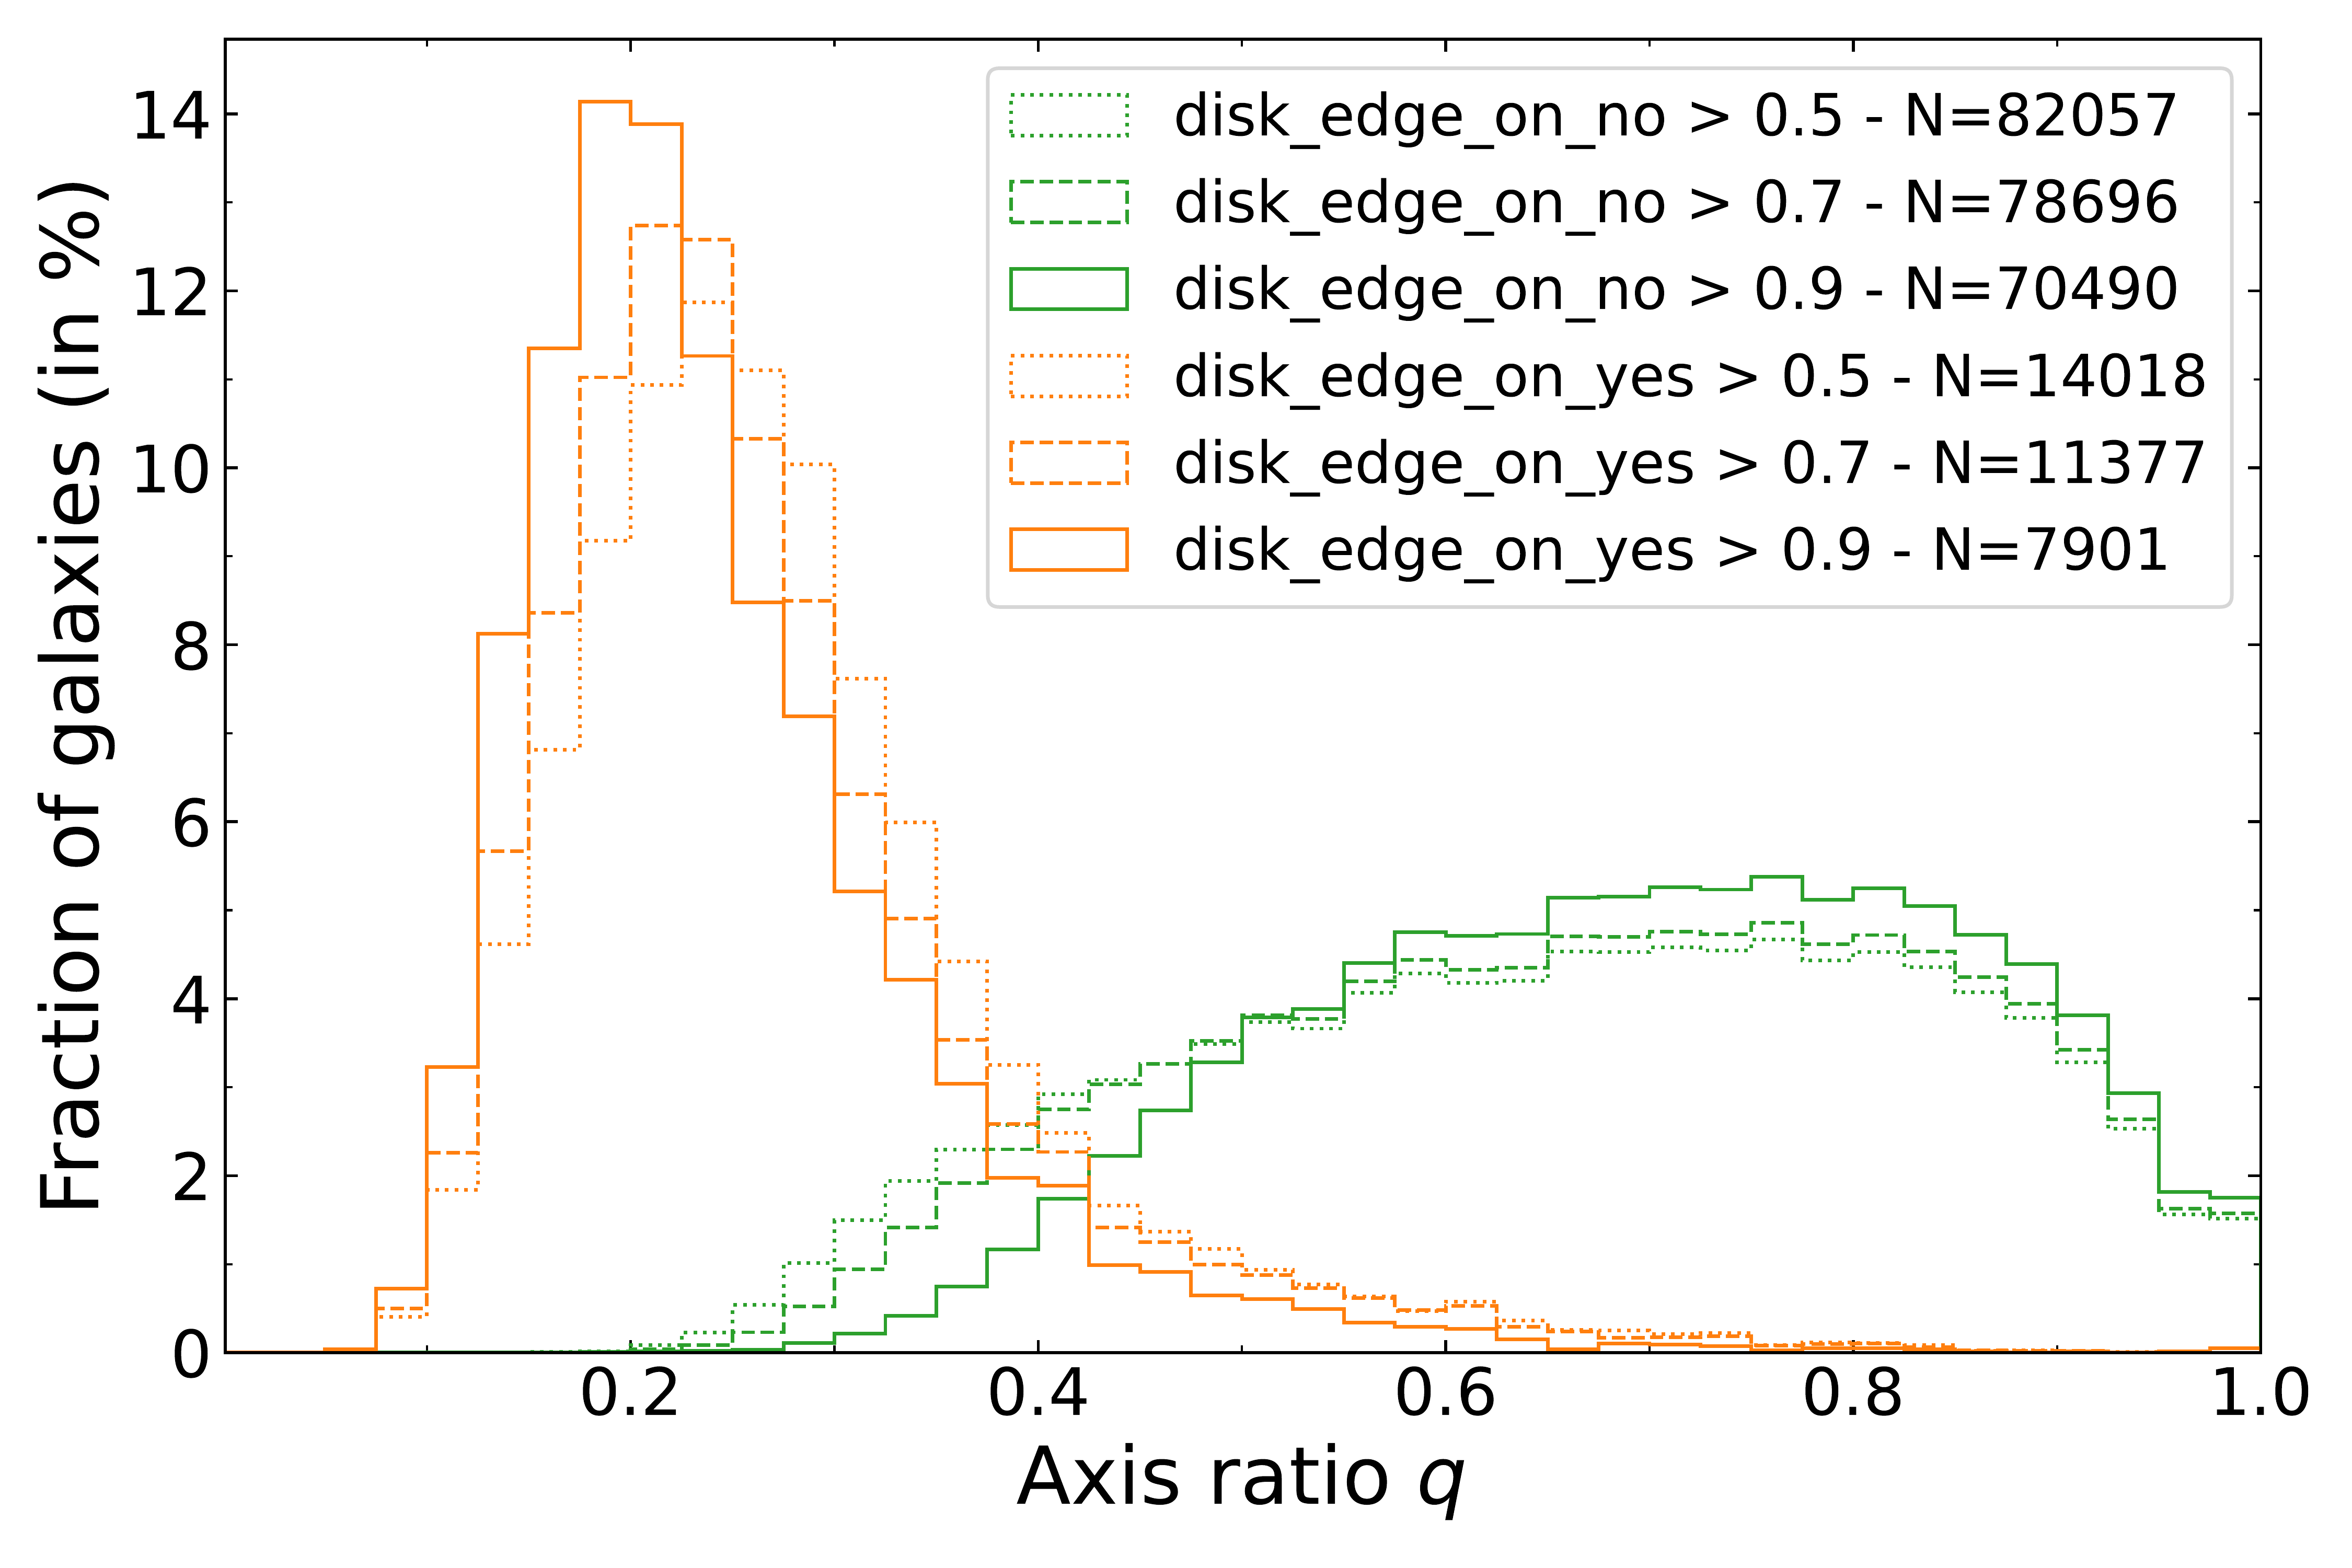 Fraction of galaxies (in %)
14
12
10
8
6
4
2
0
disk_edge_on_no > 0.5 - N=82057
disk_edge_on_no > 0.7 - N=78696
disk_edge_on_no > 0.9 - N=70490
disk_edge_on_yes > 0.5 - N=14018
disk_edge_on_yes > 0.7 - N=11377
disk_edge_on_yes > 0.9 - N=7901
0.2 0.4 0.6 0.8 1.0
Axis ratio q